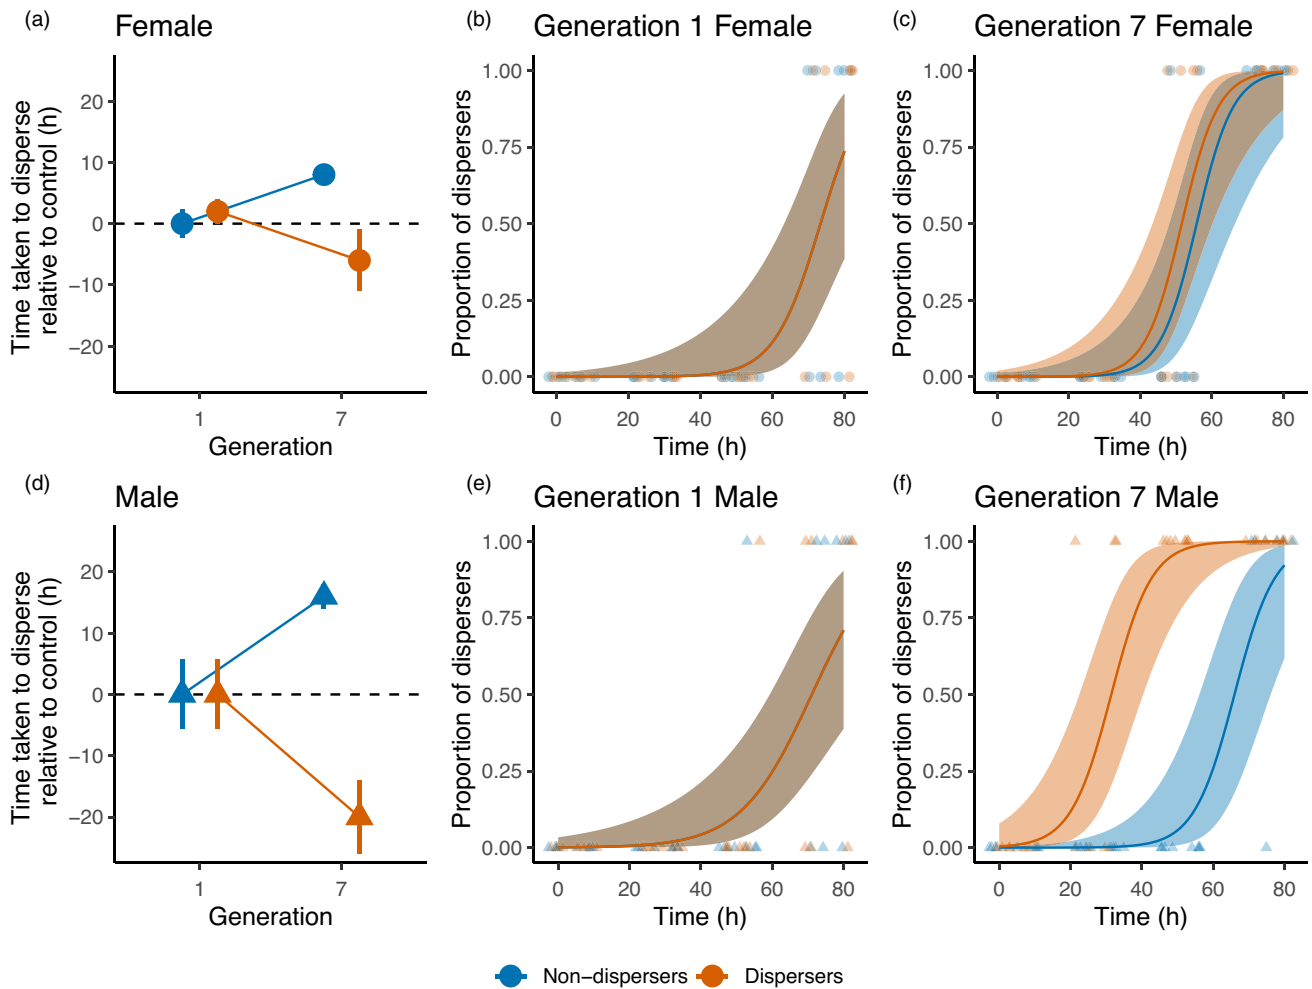 (a)
Female
Time taken to disperse
relative to control (h)
20
10
0
−10
−20
1
7
Generation
(b)
Generation 1 Female
Proportion of dispersers
1.00
0.75
0.50
0.25
0.00
0
20
40
60
80
Time (h)
(c)
Generation 7 Female
Proportion of dispersers
1.00
0.75
0.50
0.25
0.00
0
20
40
60
80
Time (h)
(d)
Male
Time taken to disperse
relative to control (h)
20
10
0
−10
−20
1
7
Generation
(e)
Generation 1 Male
Proportion of dispersers
1.00
0.75
0.50
0.25
0.00
0
20
40
60
80
Time (h)
(f)
Generation 7 Male
Proportion of dispersers
1.00
0.75
0.50
0.25
0.00
0
20
40
60
80
Time (h)
Non−dispersers
Dispersers